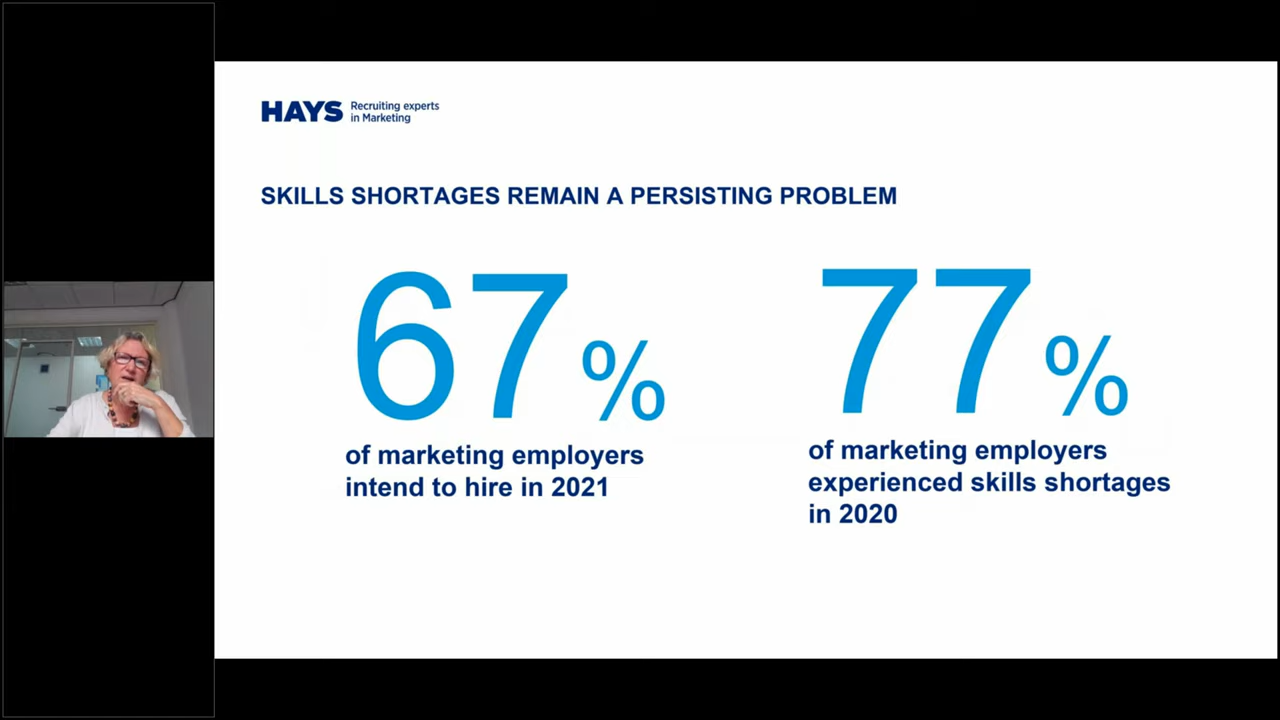 HAYS Recruiting experts
in Marketing
SKILLS SHORTAGES REMAIN A PERSISTING PROBLEM
67%
of marketing employers
intend to hire in 2021
77%
of marketing employers
experienced skills shortages
in 2020